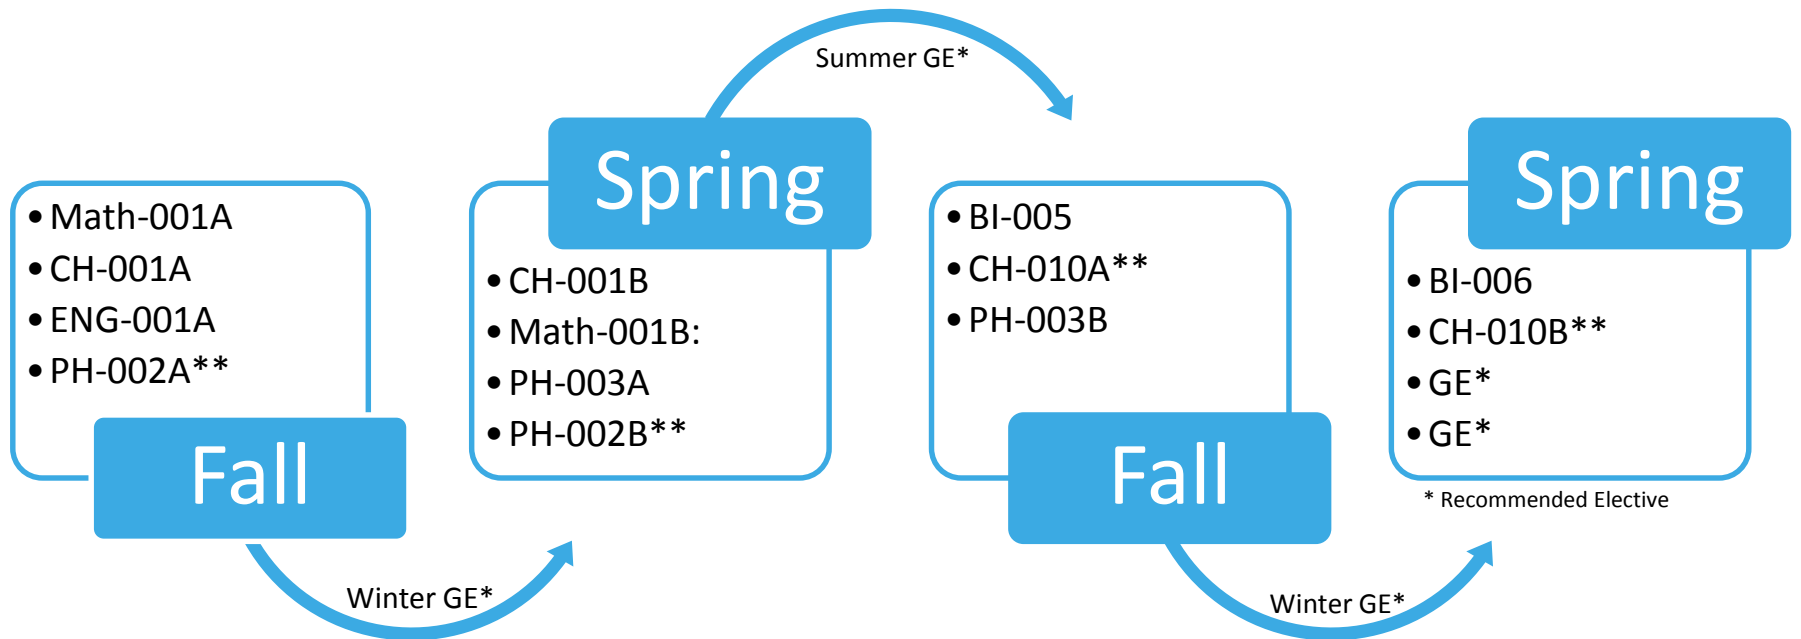 • Math-001A
• CH-001A
• ENG-001A
• PH-002A**
Fall
Winter GE*
Spring
• CH-001B
• Math-001B:
• PH-003A
• PH-002B**
Summer GE*
• BI-005
• CH-010A**
• PH-003B
Fall
Winter GE*
Spring
• BI-006
• CH-010B**
• GE*
• GE*
* Recommended Elective